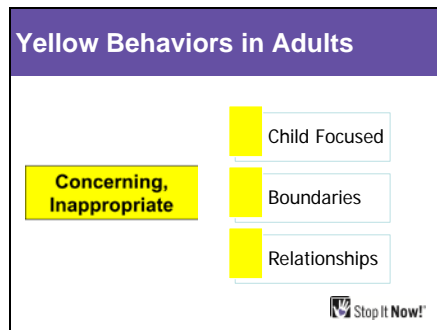 Yellow Behaviors in Adults
Child Focused
Concerning,
Inappropriate
Boundaries
Relationships
Stop It Now!